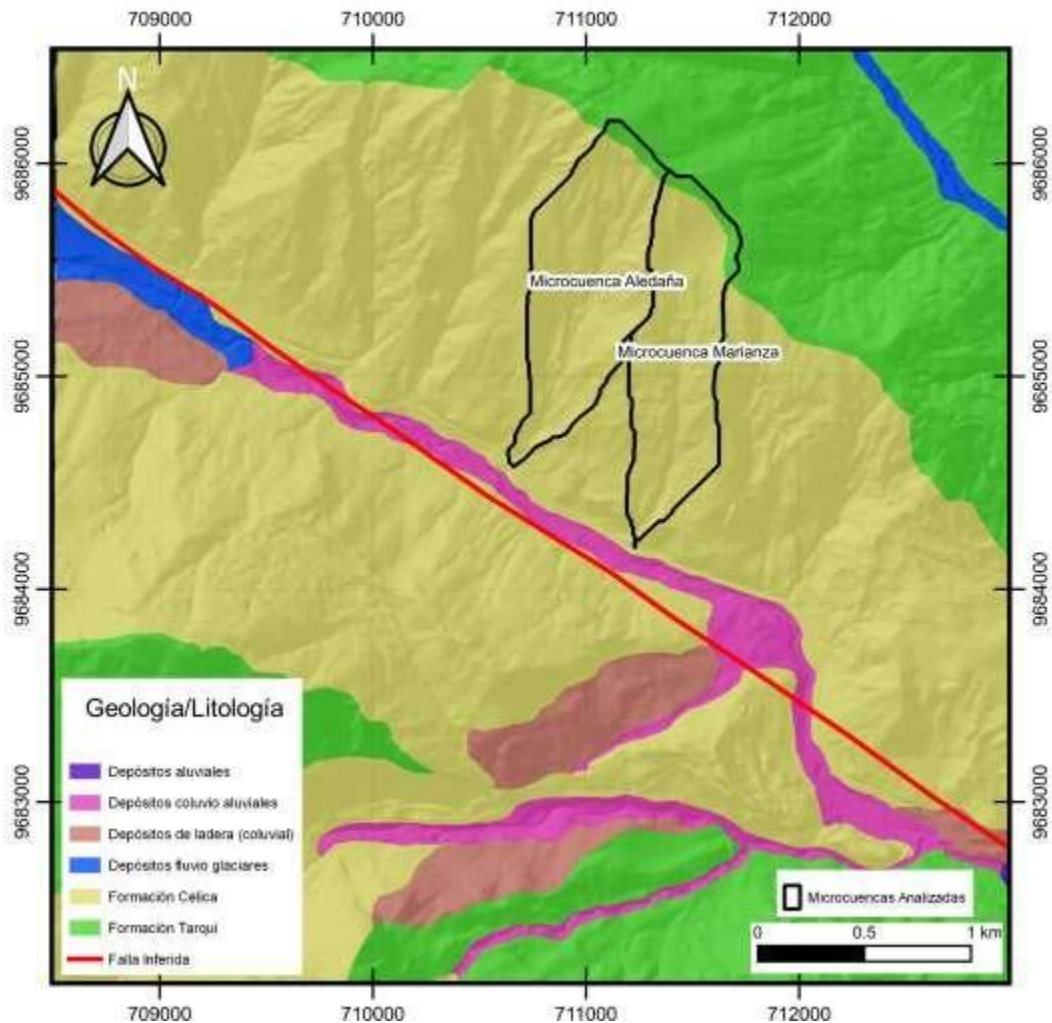 709000 710000 711000 712000
N
9686000
9686000
Microcuenca Aledaña
Microcuenca Marianza
9685000
9685000
9684000
9684000
9683000
9683000
Geología/Litología
Depósitos aluviales
Depósitos coluvio aluviales
Depósitos de ladera (coluvial)
Depósitos fluvio glaciares
Formación Celica
Formación Tarqui
Falla Inferida
Microcuencas Analizadas
0 0.5 1 km
709000 710000 711000 712000